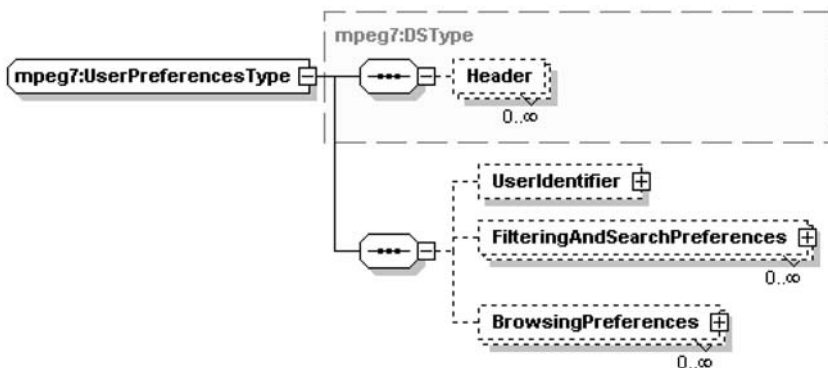 mpeg7:DSType
mpeg7:UserPreferencesType
Header
0..∞
UserIdentifier
FilteringAndSearchPreferences
0..∞
BrowsingPreferences
0..∞